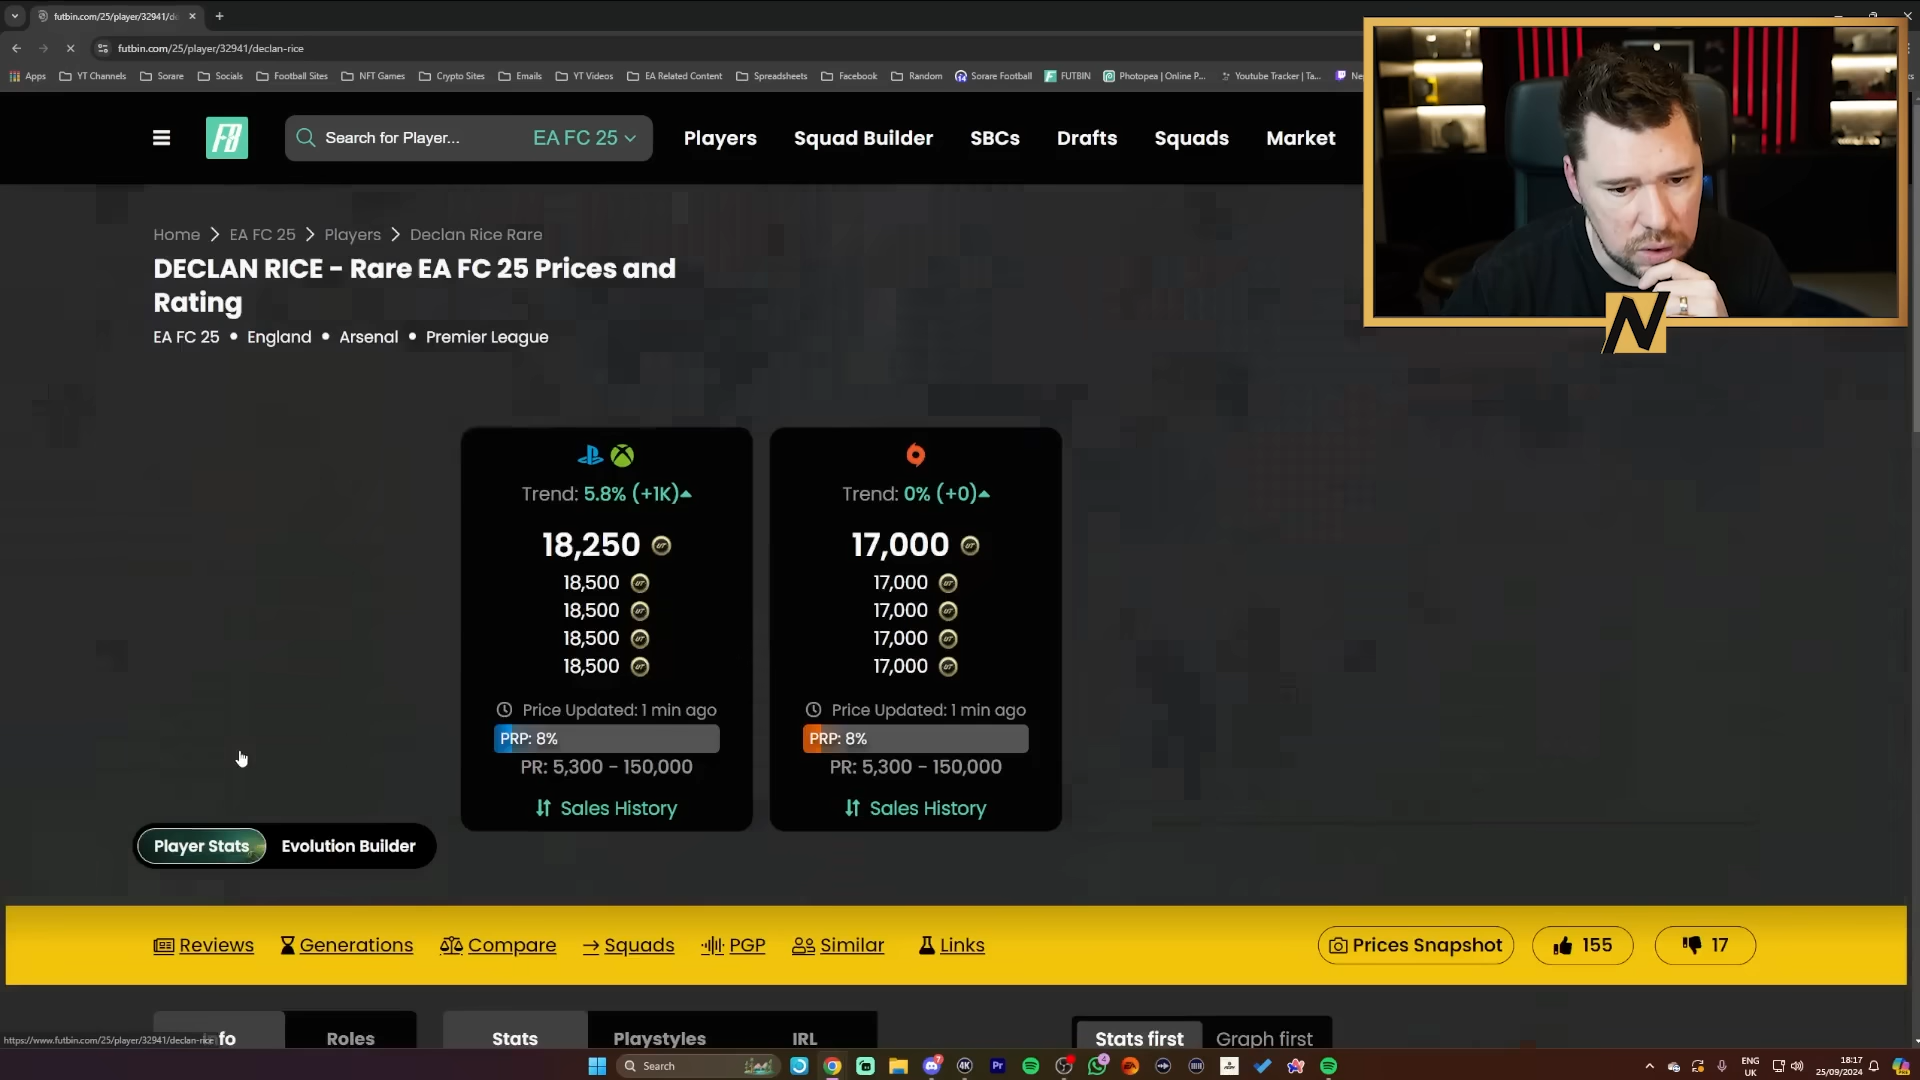 futbin.com/25/player/32941/de
futbin.com/25/player/32941/declan-rice
Apps YT Channels Sorare Socials Football Sites NFT Games Crypto Sites Emails YT Videos EA Related Content Spreadsheets Facebook Random Sorare Football FUTBIN Photopea | Online P... Youtube Tracker | Ta...
FB Search for Player... EA FC 25 Players Squad Builder SBCs Drafts Squads Market
N
Home > EA FC 25 > Players > Declan Rice Rare
DECLAN RICE - Rare EA FC 25 Prices and
Rating
EA FC 25 • England • Arsenal • Premier League
Trend: 5.8% (+1K)
18,250
18,500
18,500
18,500
18,500
Price Updated: 1 min ago
PRP: 8%
PR: 5,300 - 150,000
Sales History
Trend: 0% (+0)
17,000
17,000
17,000
17,000
17,000
Price Updated: 1 min ago
PRP: 8%
PR: 5,300 - 150,000
Sales History
Player Stats Evolution Builder
Reviews Generations Compare Squads PGP Similar Links Prices Snapshot 155 17
fo Roles Stats Playstyles IRL Stats first Graph first
https://www.futbin.com/25/player/32941/declan-rice
Search 4K Pr ENG 18:17
UK 25/09/2024